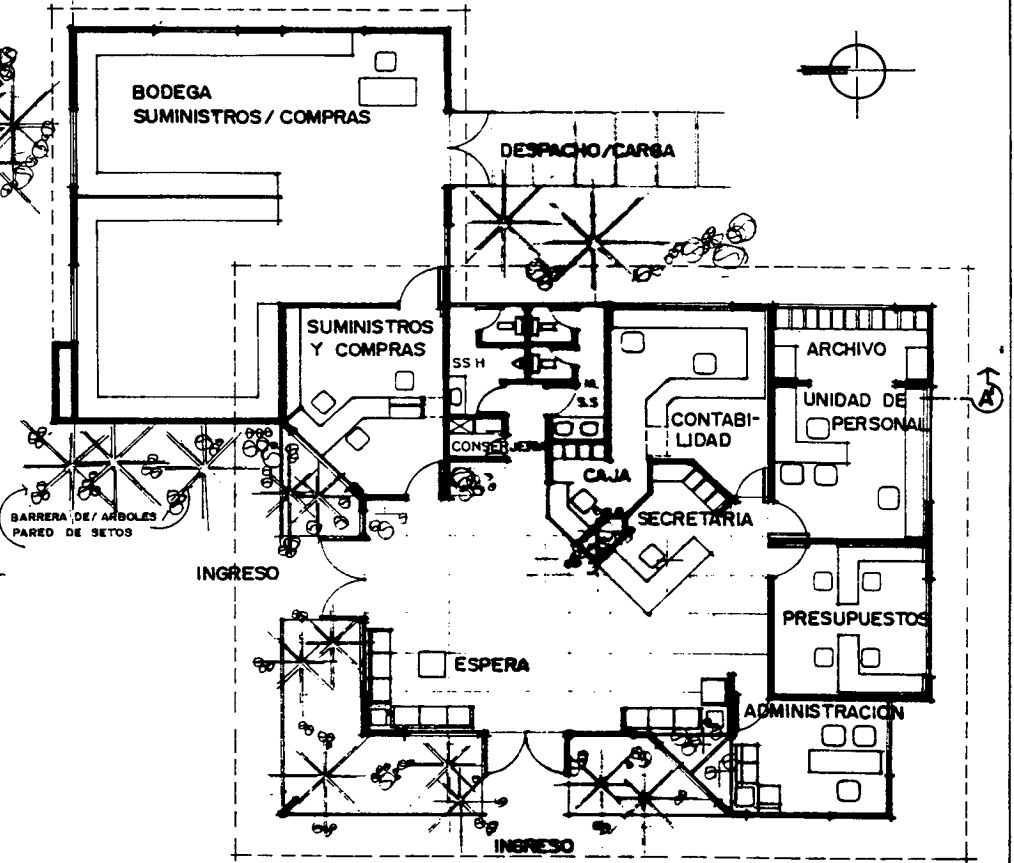 BODEGA
SUMINISTROS / COMPRAS
DESPACHO/CARGA
SUMINISTROS
Y COMPRAS
SS H
M.
S.S
CONSERJERIA
ARCHIVO
UNIDAD DE
PERSONAL
A
CONTABI-
LIDAD
CAJA
SECRETARIA
BARRERA DE/ ARBOLES
PARED DE SETOS
INGRESO
PRESUPUESTOS
ESPERA
ADMINISTRACION
INGRESO